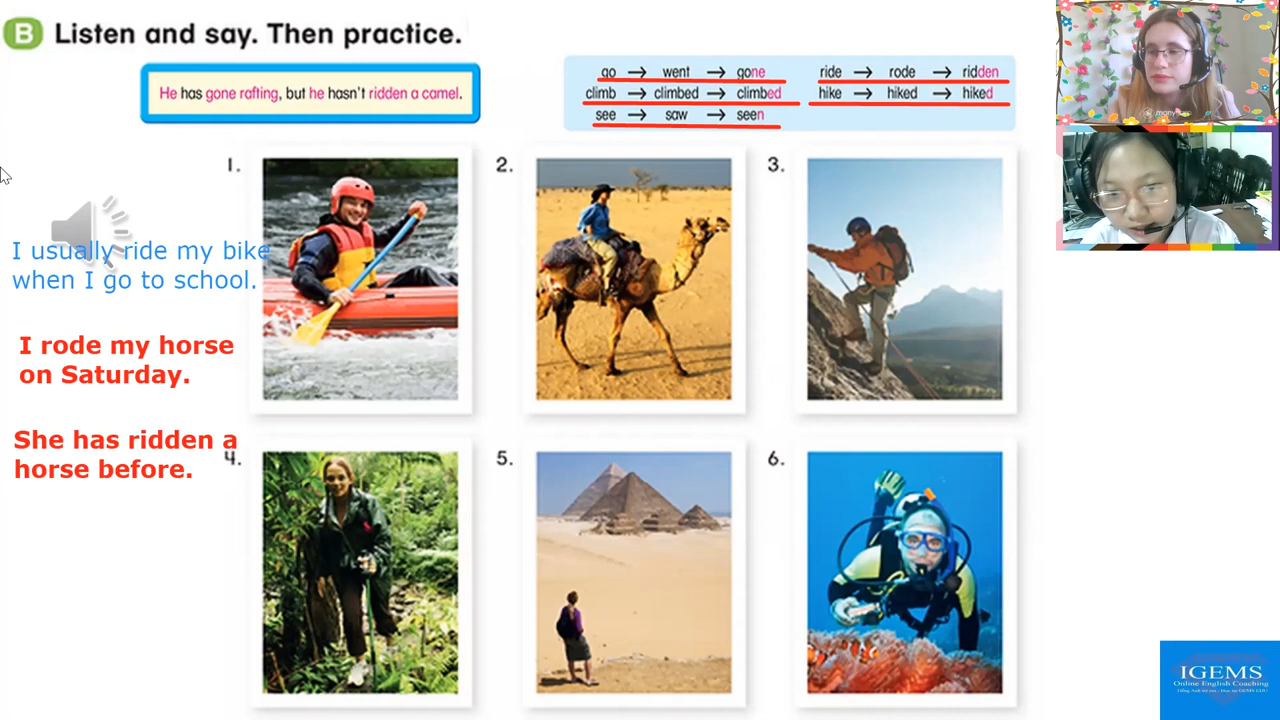 B Listen and say. Then practice.
He has gone rafting, but he hasn't ridden a camel.
go → went → gone
ride → rode → ridden
climb → climbed → climbed
hike → hiked → hiked
see → saw → seen
1.
2.
3.
I usually ride my bike
when I go to school.
I rode my horse
on Saturday.
She has ridden a
horse before.
4.
5.
6.
IGEMS
Online English Coaching